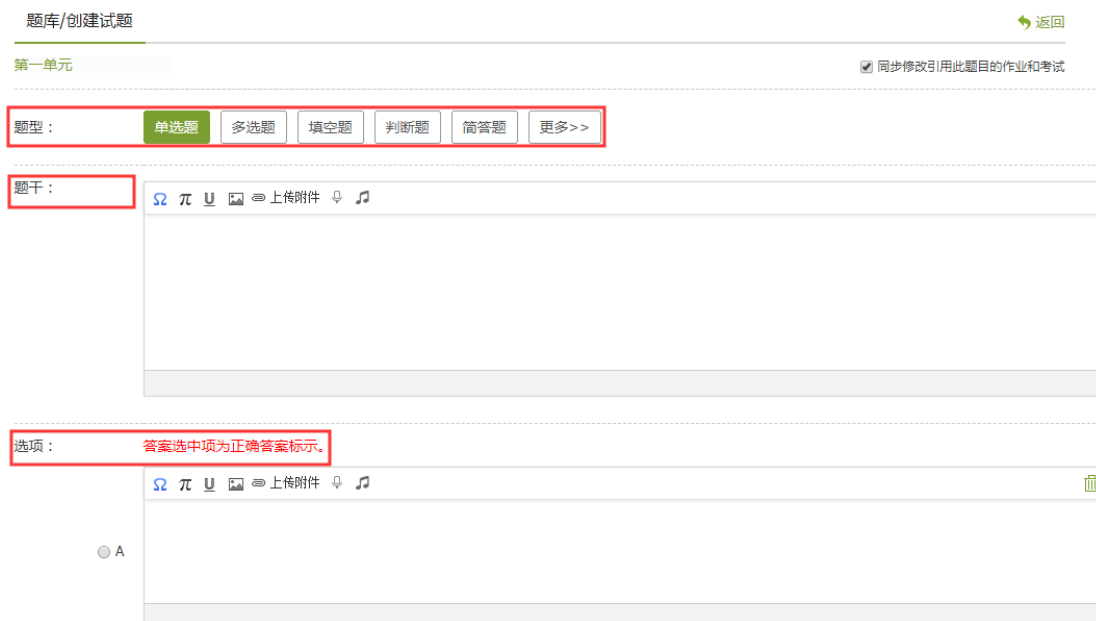 题库/创建试题
返回
第一单元
同步修改引用此题目的作业和考试
题型： 单选题 多选题 填空题 判断题 简答题 更多>>
题干：
Ω π U 上传附件
选项： 答案选中项为正确答案标示。
Ω π U 上传附件
A